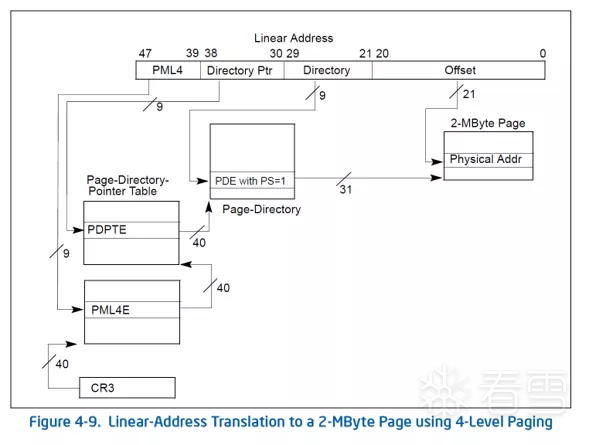 Linear Address
47 39 38 30 29 21 20 0
PML4 Directory Ptr Directory Offset
9 9 21
2-MByte Page
Physical Addr
PDE with PS=1
31
Page-Directory
Page-Directory-
Pointer Table
PDPTE
40
9
40
PML4E
40
CR3
看雪
Figure 4-9. Linear-Address Translation to a 2-MByte Page using 4-Level Paging